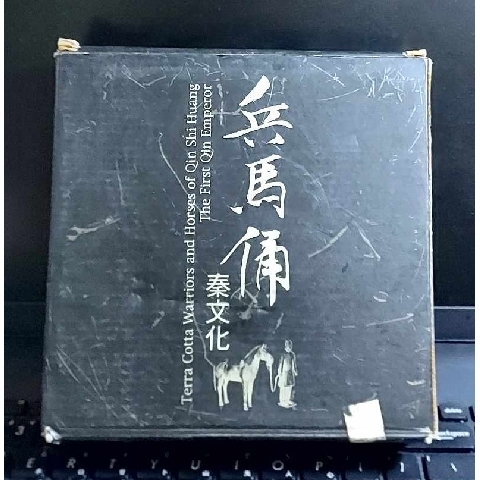 兵馬俑
秦文化
Terra Cotta Warriors and Horses of Qin Shi Huang
The First Qin Emperor
E R T Y U I O P